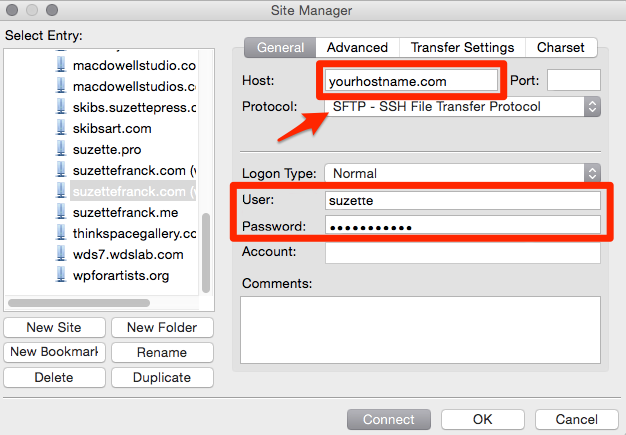 Site Manager
Select Entry:
macdowellstudio.co
macdowellstudios.c
skibs.suzettepress.c
skibsart.com
suzette.pro
suzettefranck.com (v
suzettefranck.com (v
suzettefranck.me
thinkspacegallery.co
wds7.wdslab.com
wpforartists.org
New Site
New Folder
New Bookmark
Rename
Delete
Duplicate
General
Advanced
Transfer Settings
Charset
Host:
yourhostname.com
Port:
Protocol:
SFTP - SSH File Transfer Protocol
Logon Type:
Normal
User:
suzette
Password:
●●●●●●●●●●●
Account:
Comments:
Connect
OK
Cancel